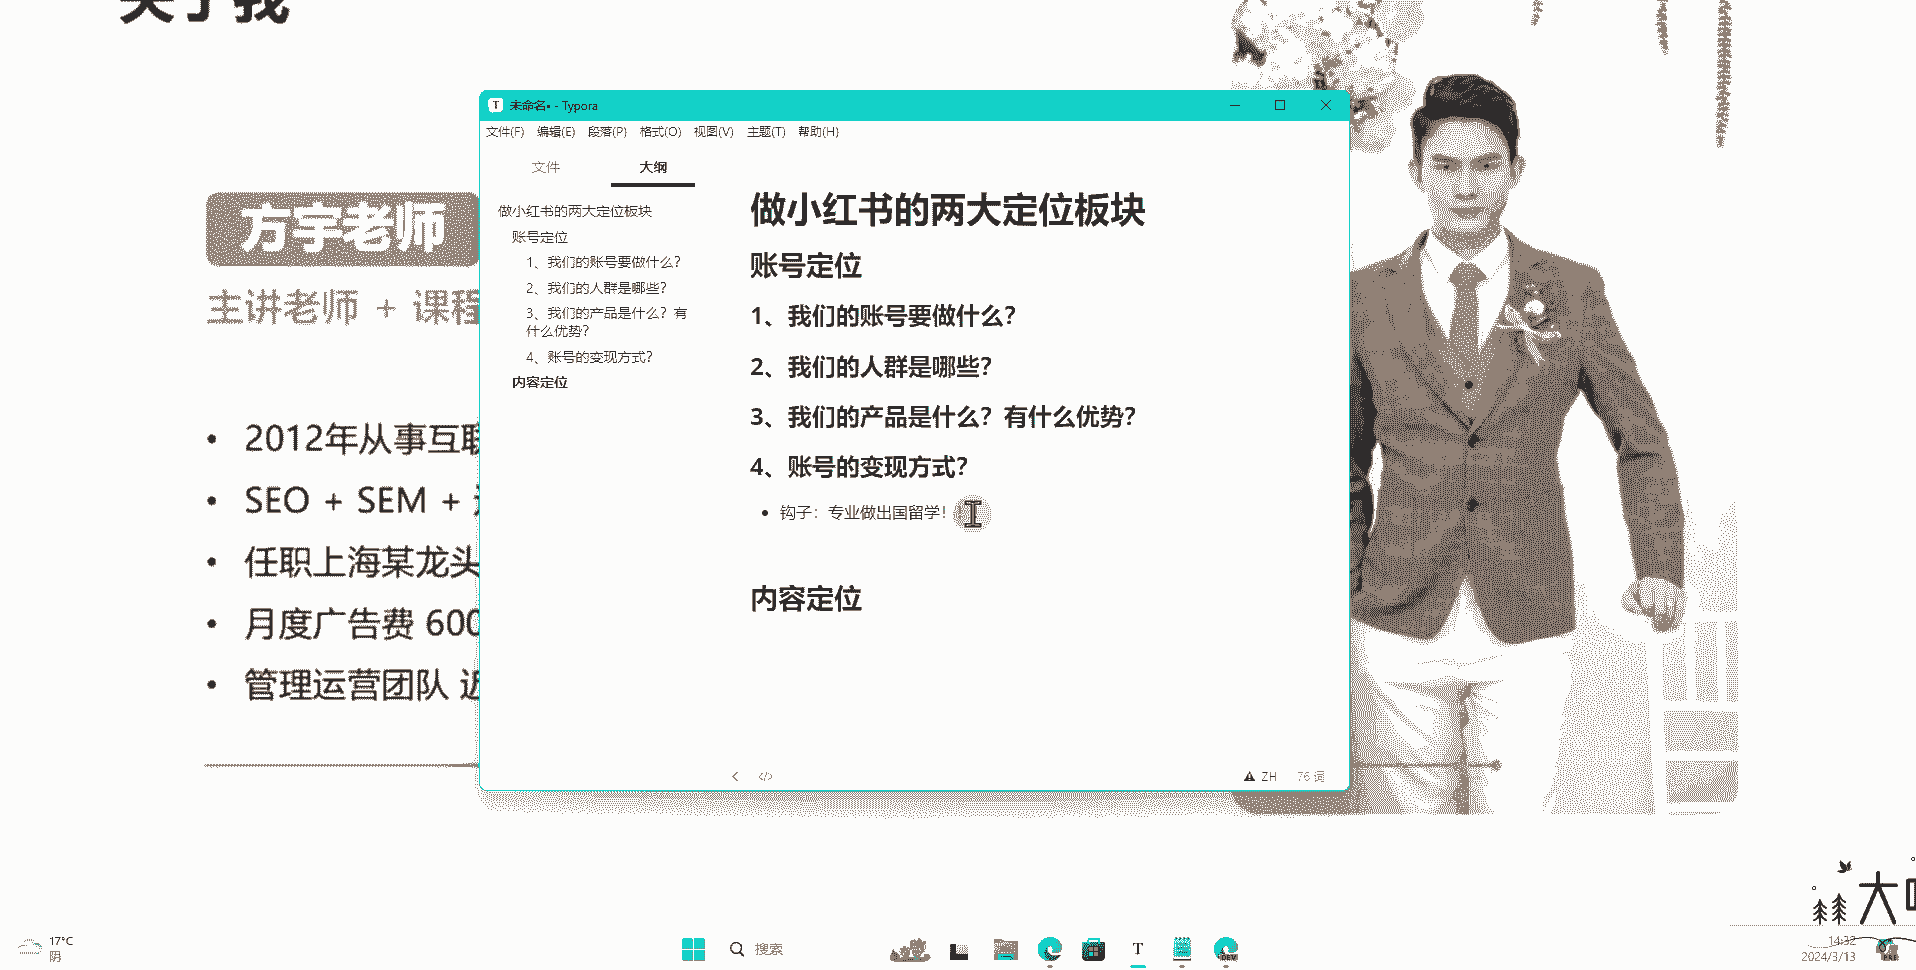 关于我
未命名• - Typora
文件(F) 编辑(E) 段落(P) 格式(O) 视图(V) 主题(T) 帮助(H)
文件 大纲
做小红书的两大定位板块
账号定位
1、我们的账号要做什么？
2、我们的人群是哪些？
3、我们的产品是什么？有
什么优势？
4、账号的变现方式？
内容定位
做小红书的两大定位板块
账号定位
1、我们的账号要做什么？
2、我们的人群是哪些？
3、我们的产品是什么？有什么优势？
4、账号的变现方式？
钩子：专业做出国留学！
内容定位
ZH 76 词
方宇老师
主讲老师 + 课程
2012年从事互联
SEO + SEM +
任职上海某龙头
月度广告费 600
管理运营团队 近
大
17°C
阴
搜索
T
DEV
14:32
2024/3/13
PRE